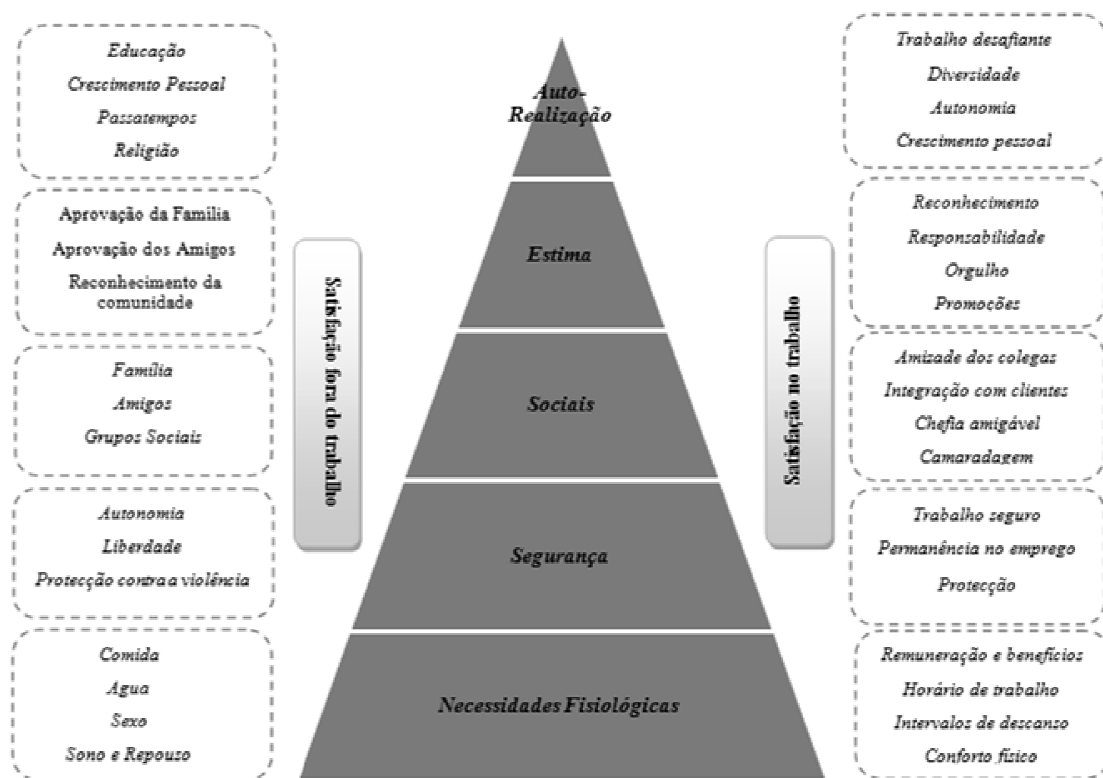 Educação
Crescimento Pessoal
Passatempos
Religião
Aprovação da Família
Aprovação dos Amigos
Reconhecimento da
comunidade
Família
Amigos
Grupos Sociais
Autonomia
Liberdade
Protecção contra a violência
Comida
Agua
Sexo
Sono e Repouso
Satisfação fora do trabalho
Auto-
Realização
Estima
Sociais
Segurança
Necessidades Fisiológicas
Satisfação no trabalho
Trabalho desafiante
Diversidade
Autonomia
Crescimento pessoal
Reconhecimento
Responsabilidade
Orgulho
Promoções
Amizade dos colegas
Integração com clientes
Chefia amigável
Camaradagem
Trabalho seguro
Permanência no emprego
Protecção
Remuneração e benefícios
Horário de trabalho
Intervalos de descanso
Conforto físico